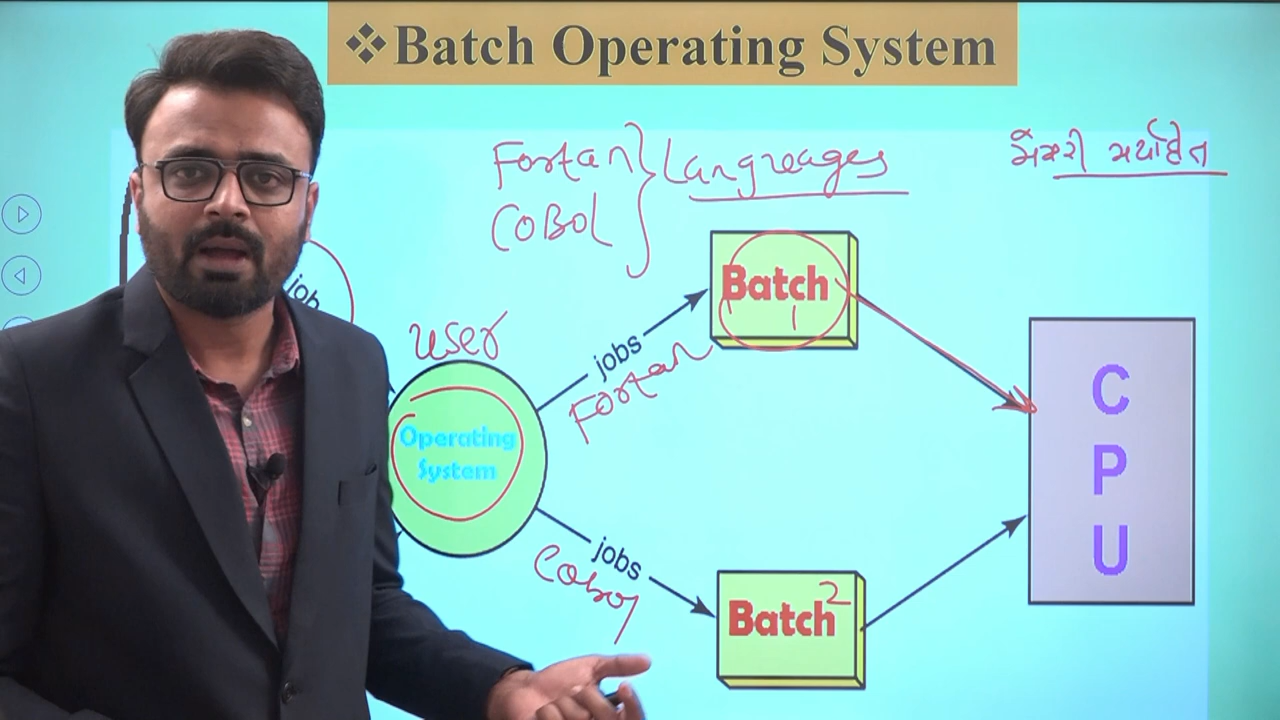 ❖Batch Operating System
Fortan } Languages
COBOL
મેમરી મર્યાદિત
job
Batch
1
user
jobs
Fortan
Operating
System
C
P
U
jobs
Cobol
Batch 2